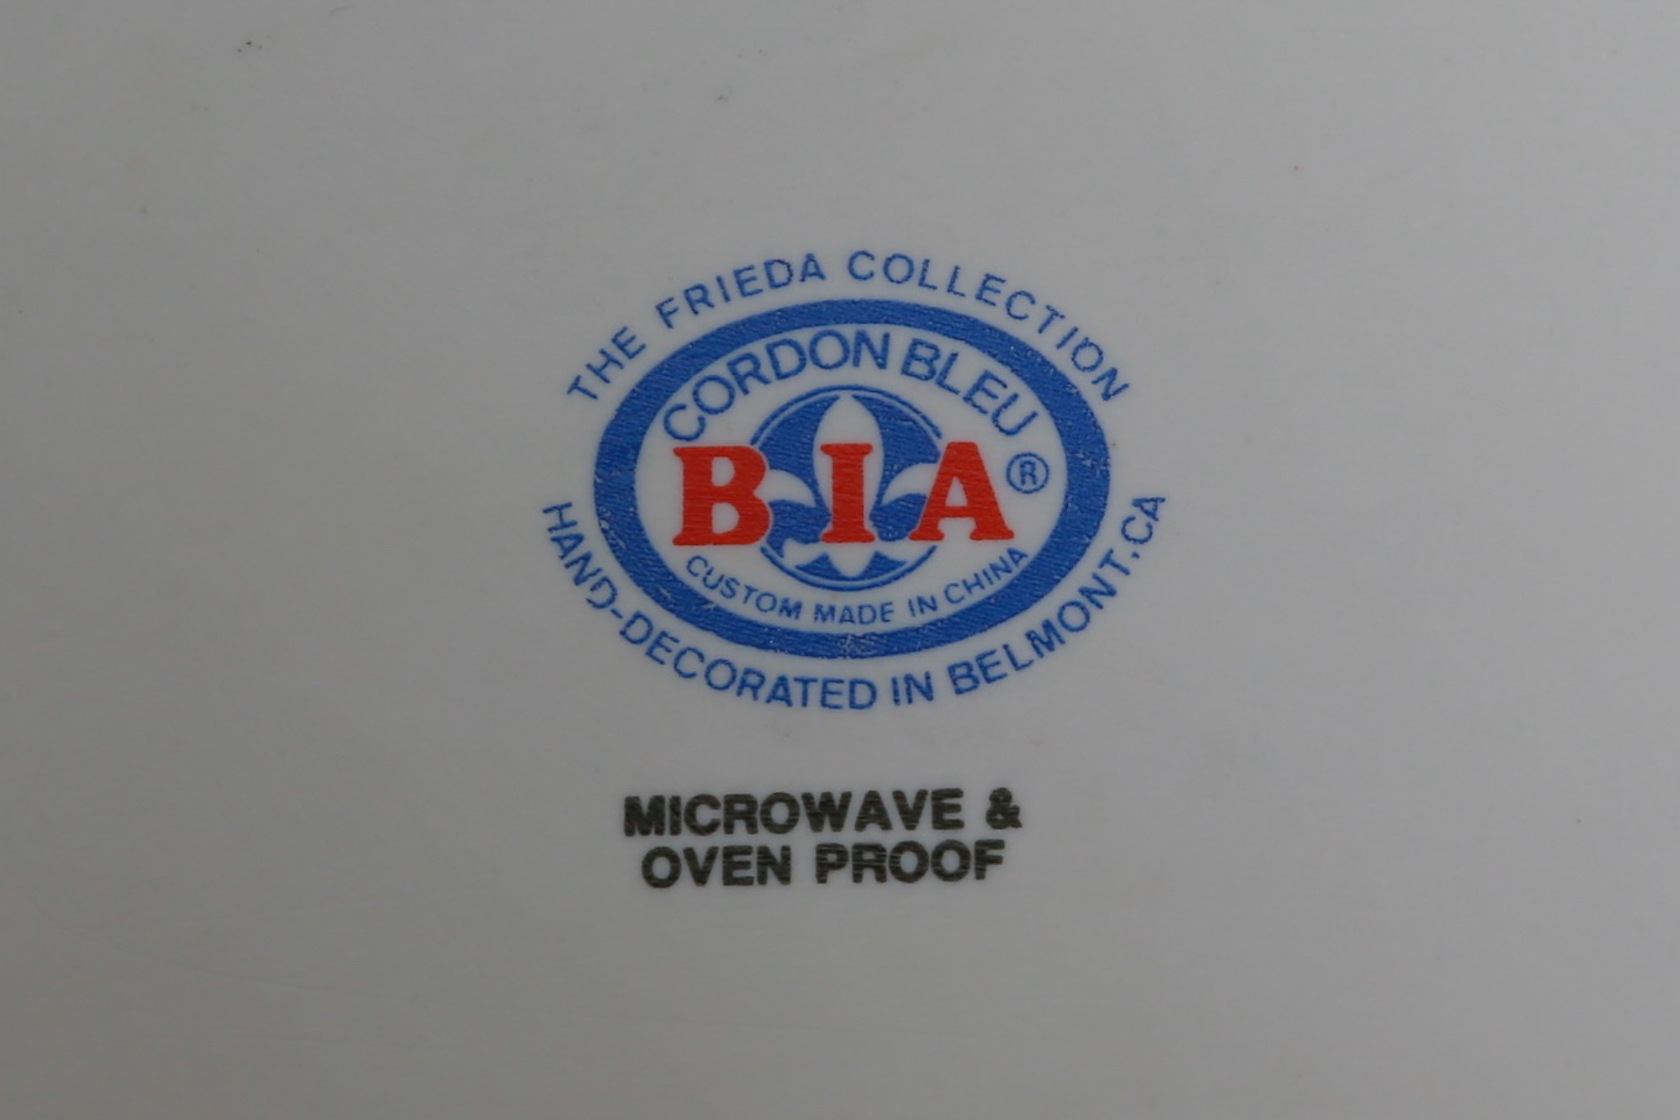 THE FRIEDA COLLECTION
CORDON BLEU
BIA ®
CUSTOM MADE IN CHINA
HAND-DECORATED IN BELMONT, CA
MICROWAVE &
OVEN PROOF